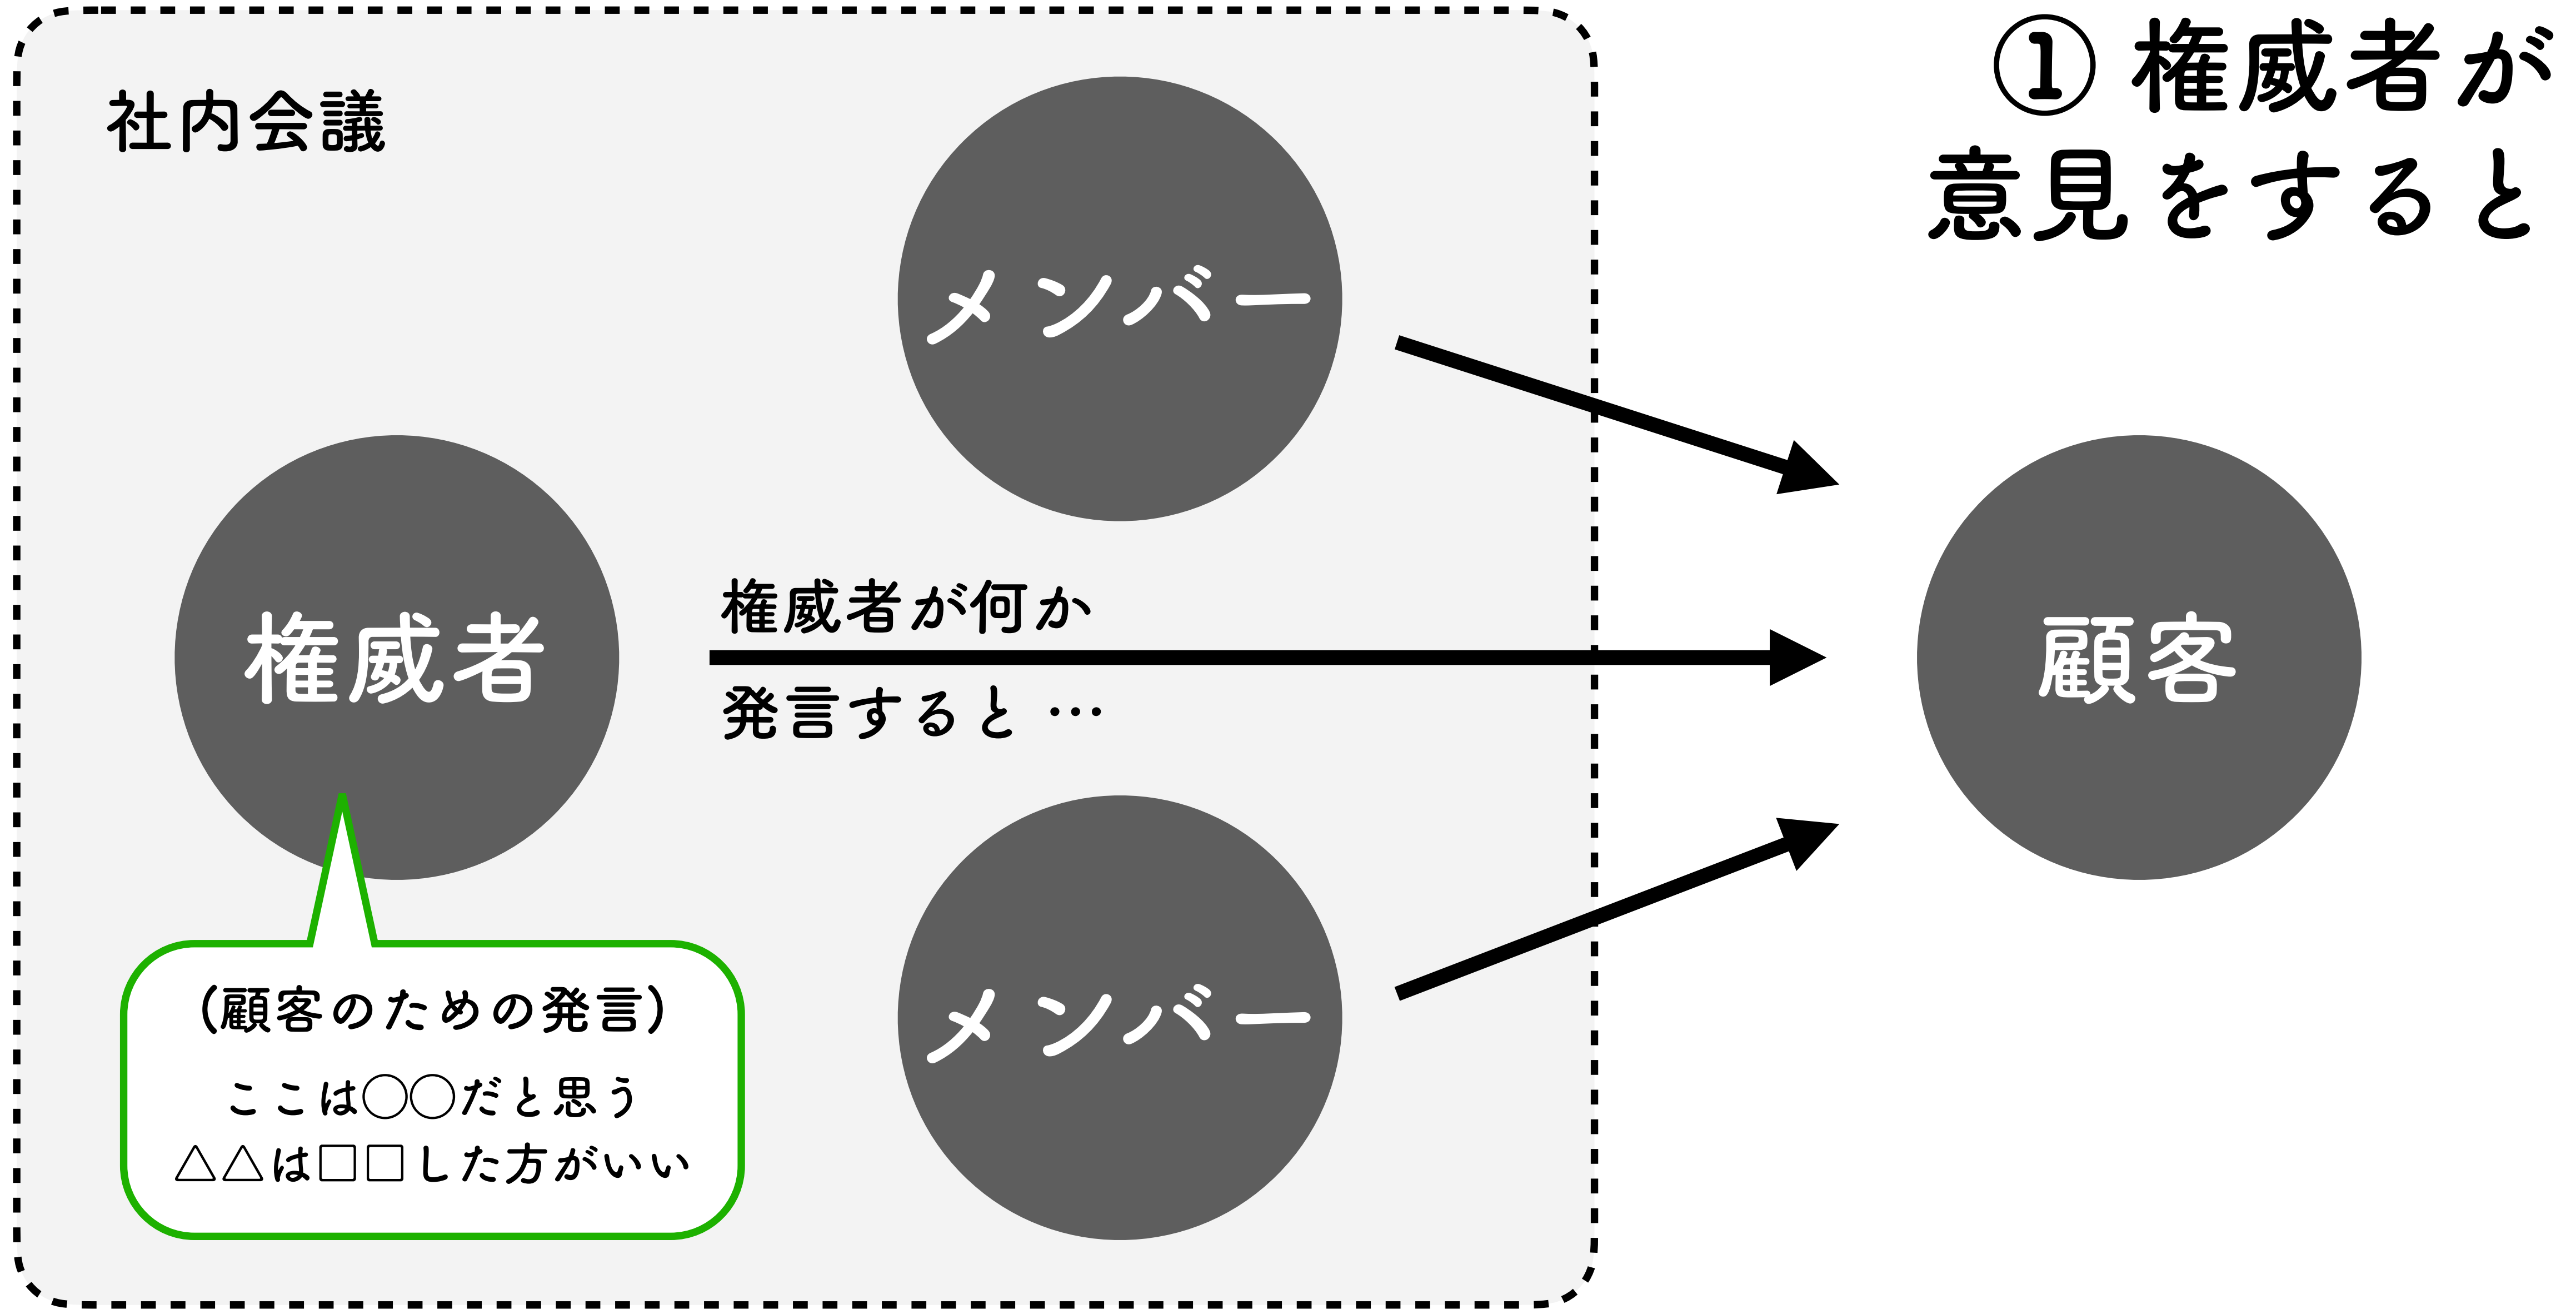 ① 権威者が
意見をすると
社内会議
メンバー
権威者
権威者が何か
発言すると …
顧客
メンバー
(顧客のための発言)
ここは◯◯だと思う
△△は□□した方がいい